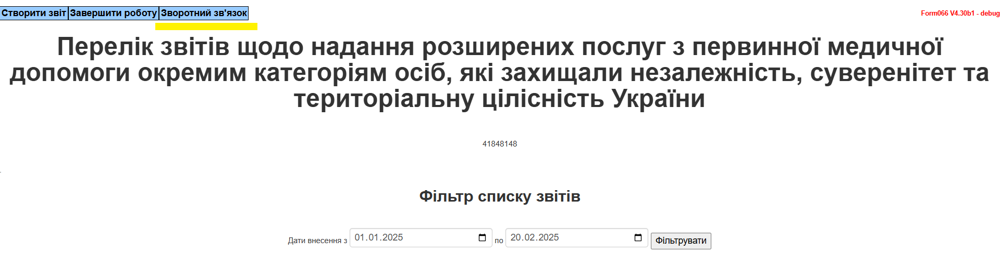 Створити звіт Завершити роботу Зворотний зв'язок Form066 V4.30b1 - debug
Перелік звітів щодо надання розширених послуг з первинної медичної
допомоги окремим категоріям осіб, які захищали незалежність, суверенітет та
територіальну цілісність України
41848148
Фільтр списку звітів
Дати внесення з 01.01.2025 по 20.02.2025 Фільтрувати